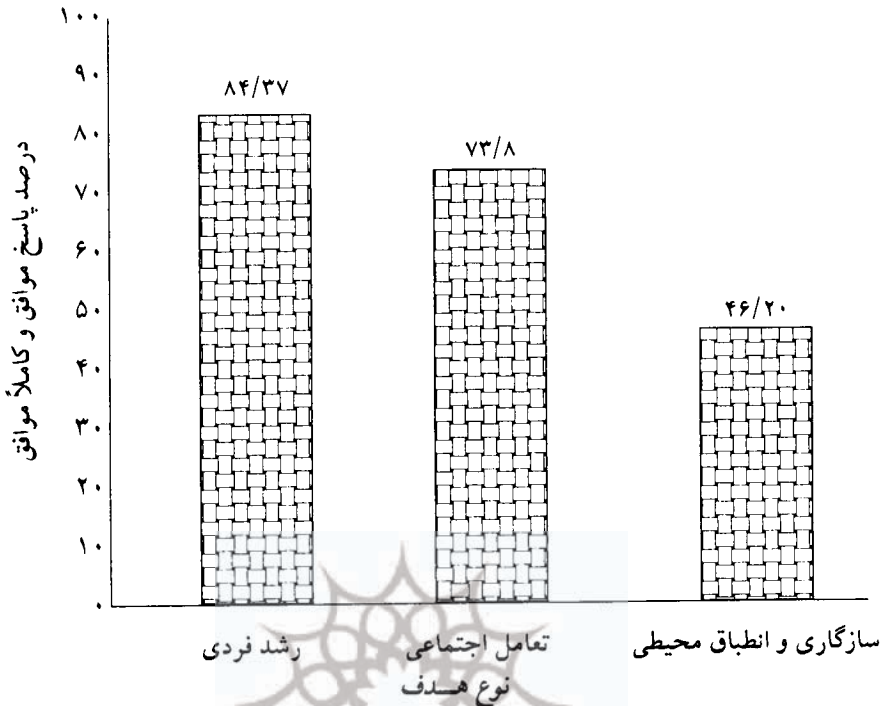 ۱۰۰
۹۰
۸۰
۷۰
۶۰
۵۰
۴۰
۳۰
۲۰
۱۰
۰
درصد پاسخ موافق و کاملاً موافق
۸۴/۳۷
۷۳/۸
۴۶/۲۰
رشد فردی
تعامل اجتماعی
سازگاری و انطباق محیطی
نوع هـــدف